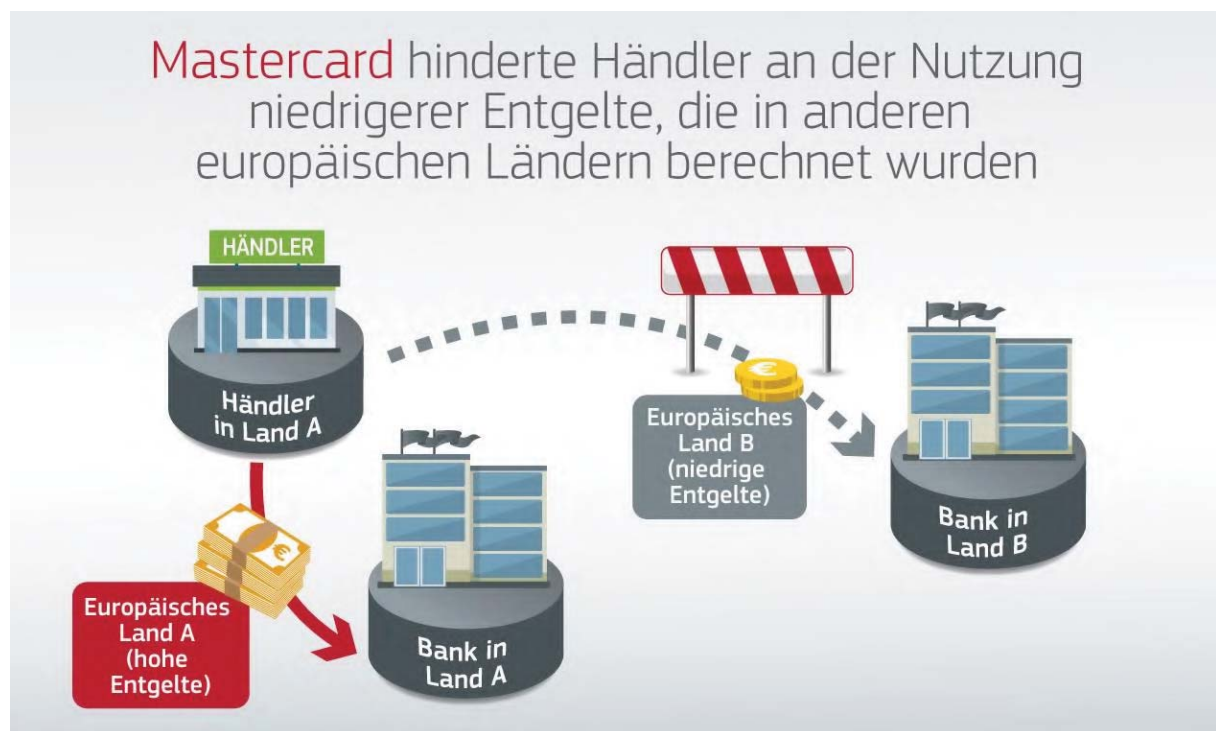 Mastercard hinderte Händler an der Nutzung
niedrigerer Entgelte, die in anderen
europäischen Ländern berechnet wurden
HÄNDLER
Händler
in Land A
Europäisches
Land B
(niedrige
Entgelte)
Bank in
Land B
Europäisches
Land A
(hohe
Entgelte)
Bank in
Land A